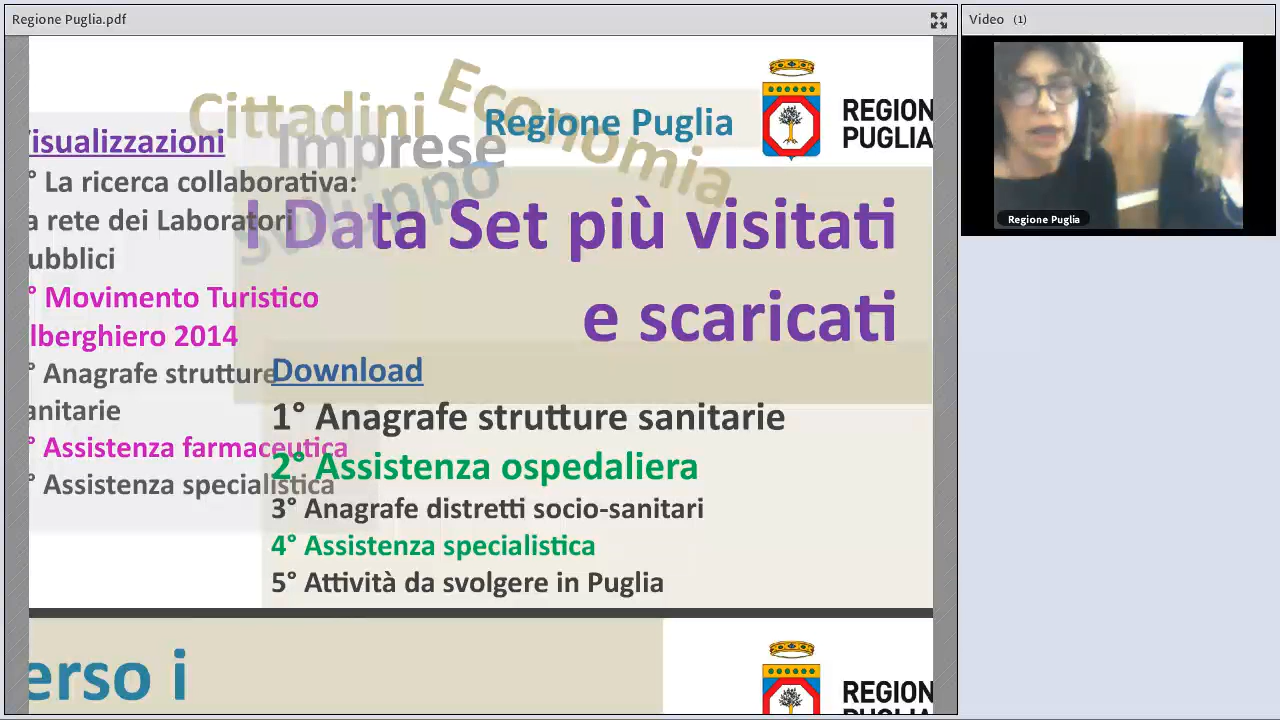 Regione Puglia.pdf
Video (1)
Cittadini
Economia
Imprese
Sviluppo
Regione Puglia
REGION
PUGLIA
isualizzazioni
° La ricerca collaborativa:
a rete dei Laboratori
ubblici
° Movimento Turistico
lberghiero 2014
° Anagrafe strutture
anitarie
° Assistenza farmaceutica
° Assistenza specialistica
I Data Set più visitati
e scaricati
Download
1° Anagrafe strutture sanitarie
2° Assistenza ospedaliera
3° Anagrafe distretti socio-sanitari
4° Assistenza specialistica
5° Attività da svolgere in Puglia
erso i
REGION
PUGLIA
Regione Puglia